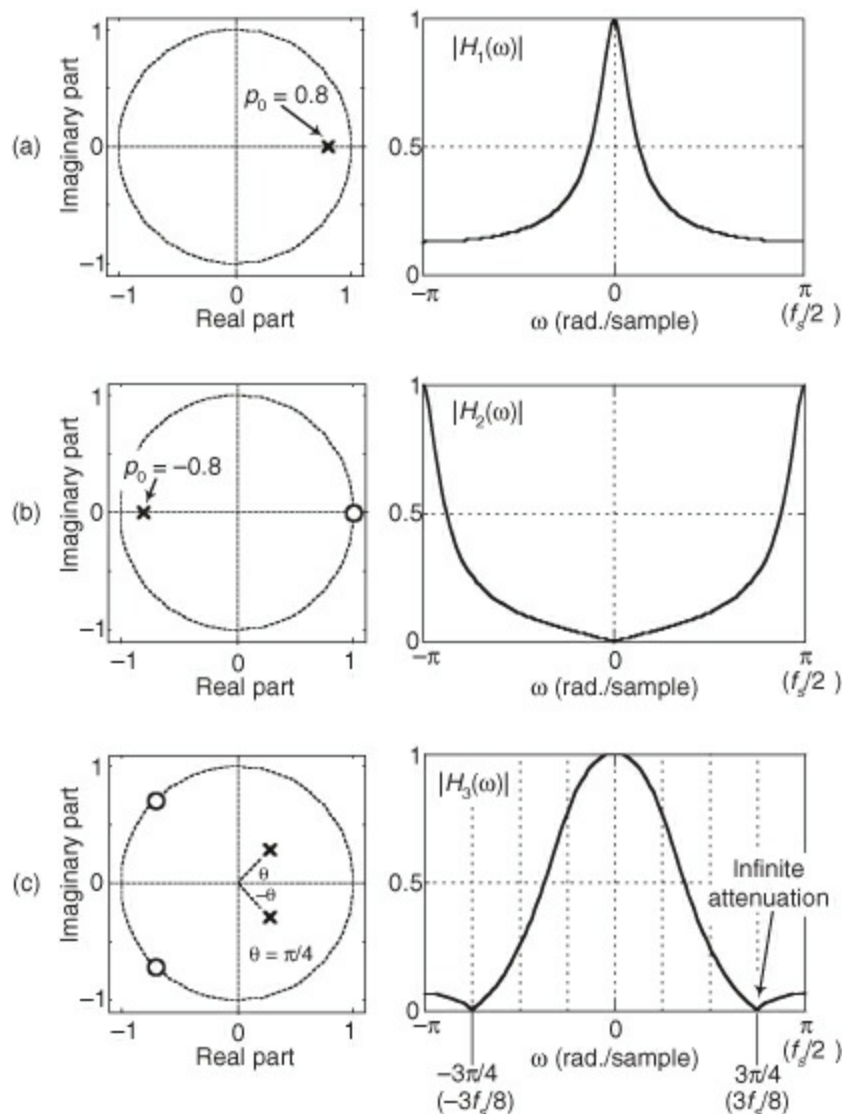 (a)
Imaginary part
1
0
−1
p₀ = 0.8
−1 0 1
Real part
|H₁(ω)|
1
0.5
0
−π 0 π
ω (rad./sample) (fₛ/2)
(b)
Imaginary part
1
0
−1
p₀ = −0.8
−1 0 1
Real part
|H₂(ω)|
1
0.5
0
−π 0 π
ω (rad./sample) (fₛ/2)
(c)
Imaginary part
1
0
−1
θ
−θ
θ = π/4
−1 0 1
Real part
|H₃(ω)|
1
0.5
0
Infinite
attenuation
−π 0 π
ω (rad./sample) (fₛ/2)
−3π/4 3π/4
(−3fₛ/8) (3fₛ/8)